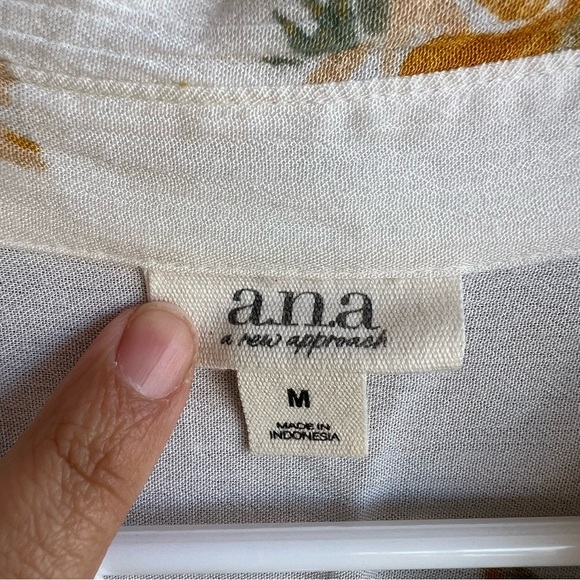 a.n.a
a new approach
M
MADE IN
INDONESIA